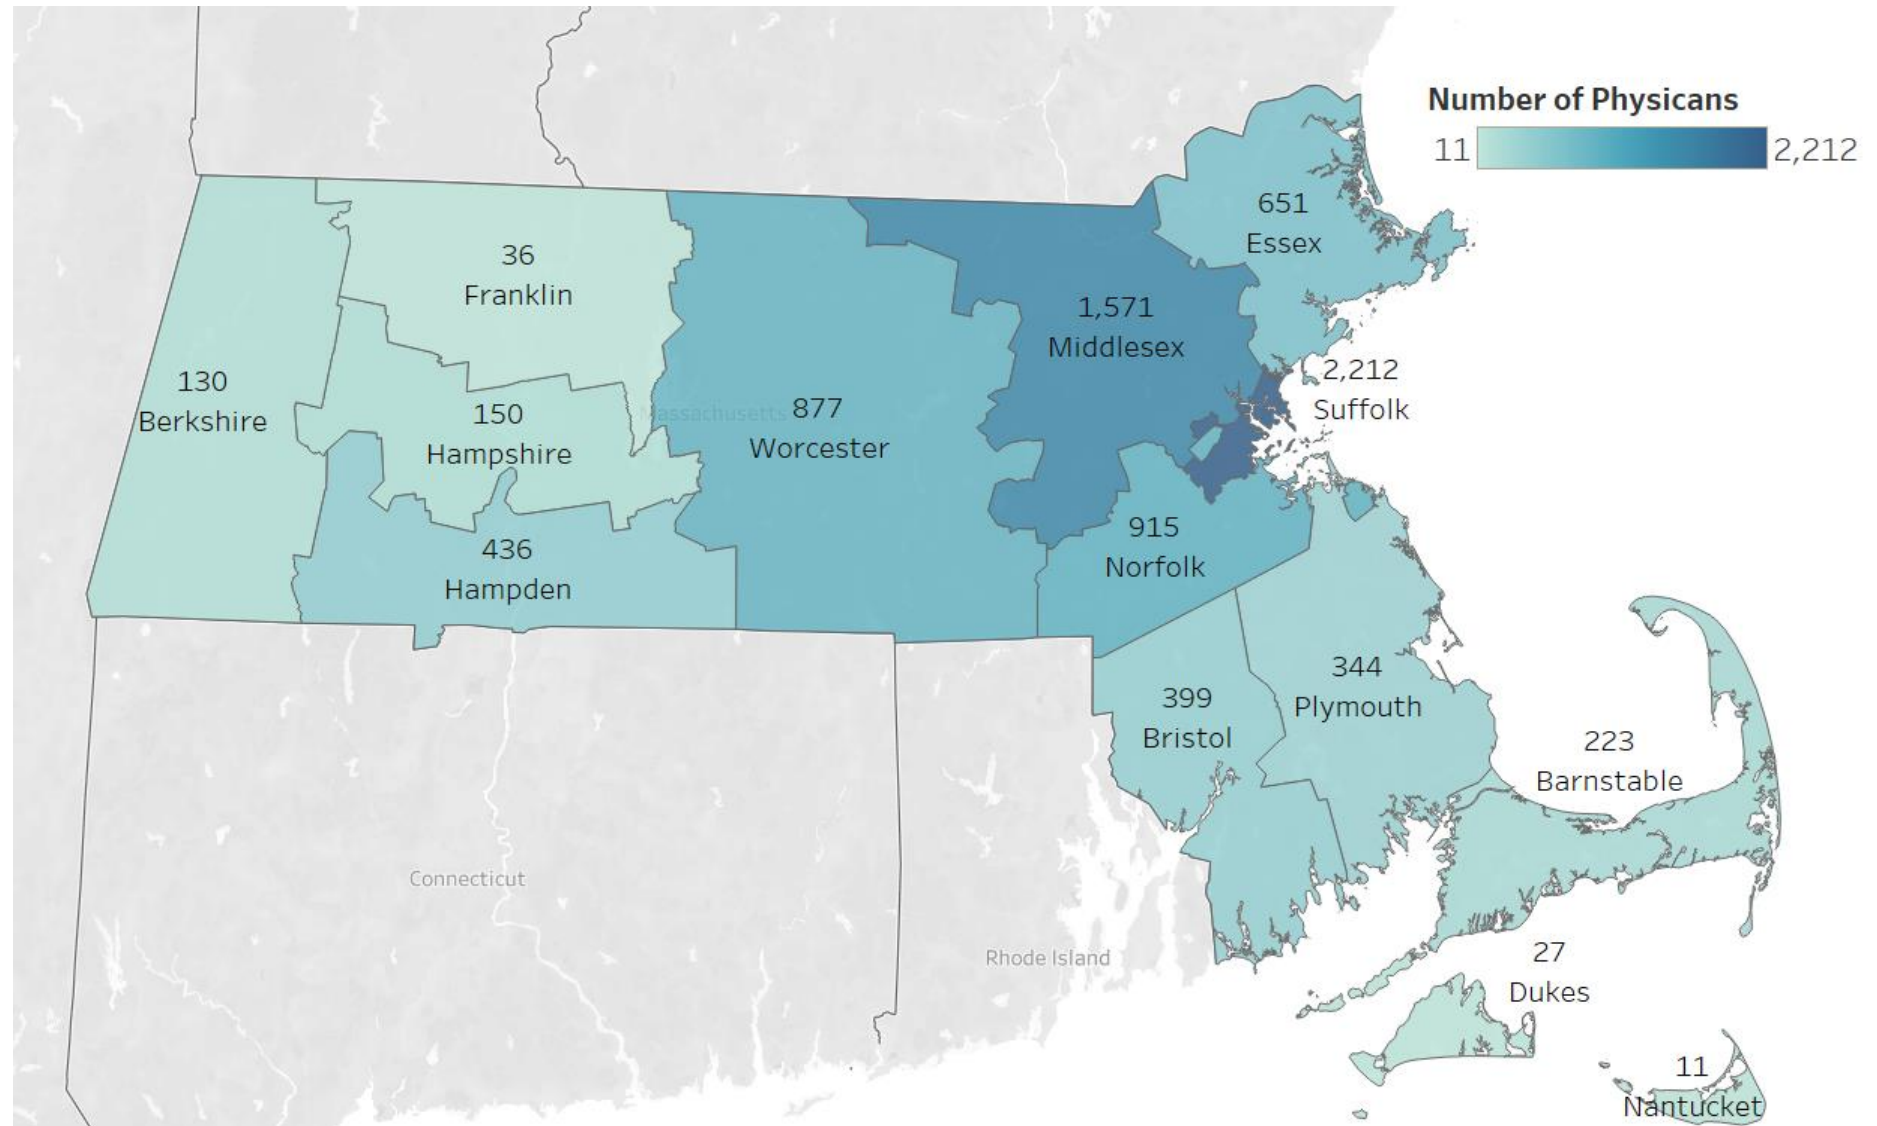 Number of Physicans
11
2,212
651
Essex
36
Franklin
1,571
Middlesex
2,212
Suffolk
130
Berkshire
150
Hampshire
Massachusetts
877
Worcester
915
Norfolk
436
Hampden
344
Plymouth
399
Bristol
223
Barnstable
Connecticut
Rhode Island
27
Dukes
11
Nantucket